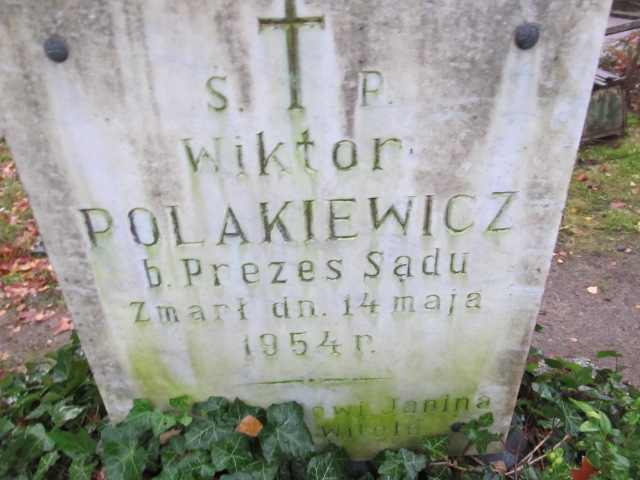 S. P.
Wiktor
POLAKIEWICZ
b. Prezes Sądu
Zmarł dn. 14 maja
1954 r.
Janina
Witold